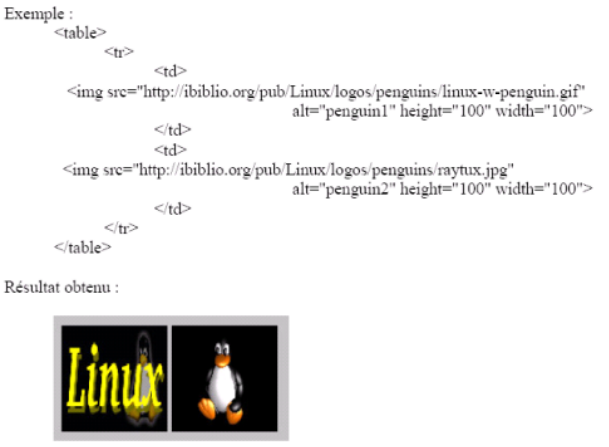 Exemple :
<table>
<tr>
<td>
<img src="http://ibiblio.org/pub/Linux/logos/penguins/linux-w-penguin.gif"
alt="penguin1" height="100" width="100">
</td>
<td>
<img src="http://ibiblio.org/pub/Linux/logos/penguins/raytux.jpg"
alt="penguin2" height="100" width="100">
</td>
</tr>
</table>
Résultat obtenu :
Linux